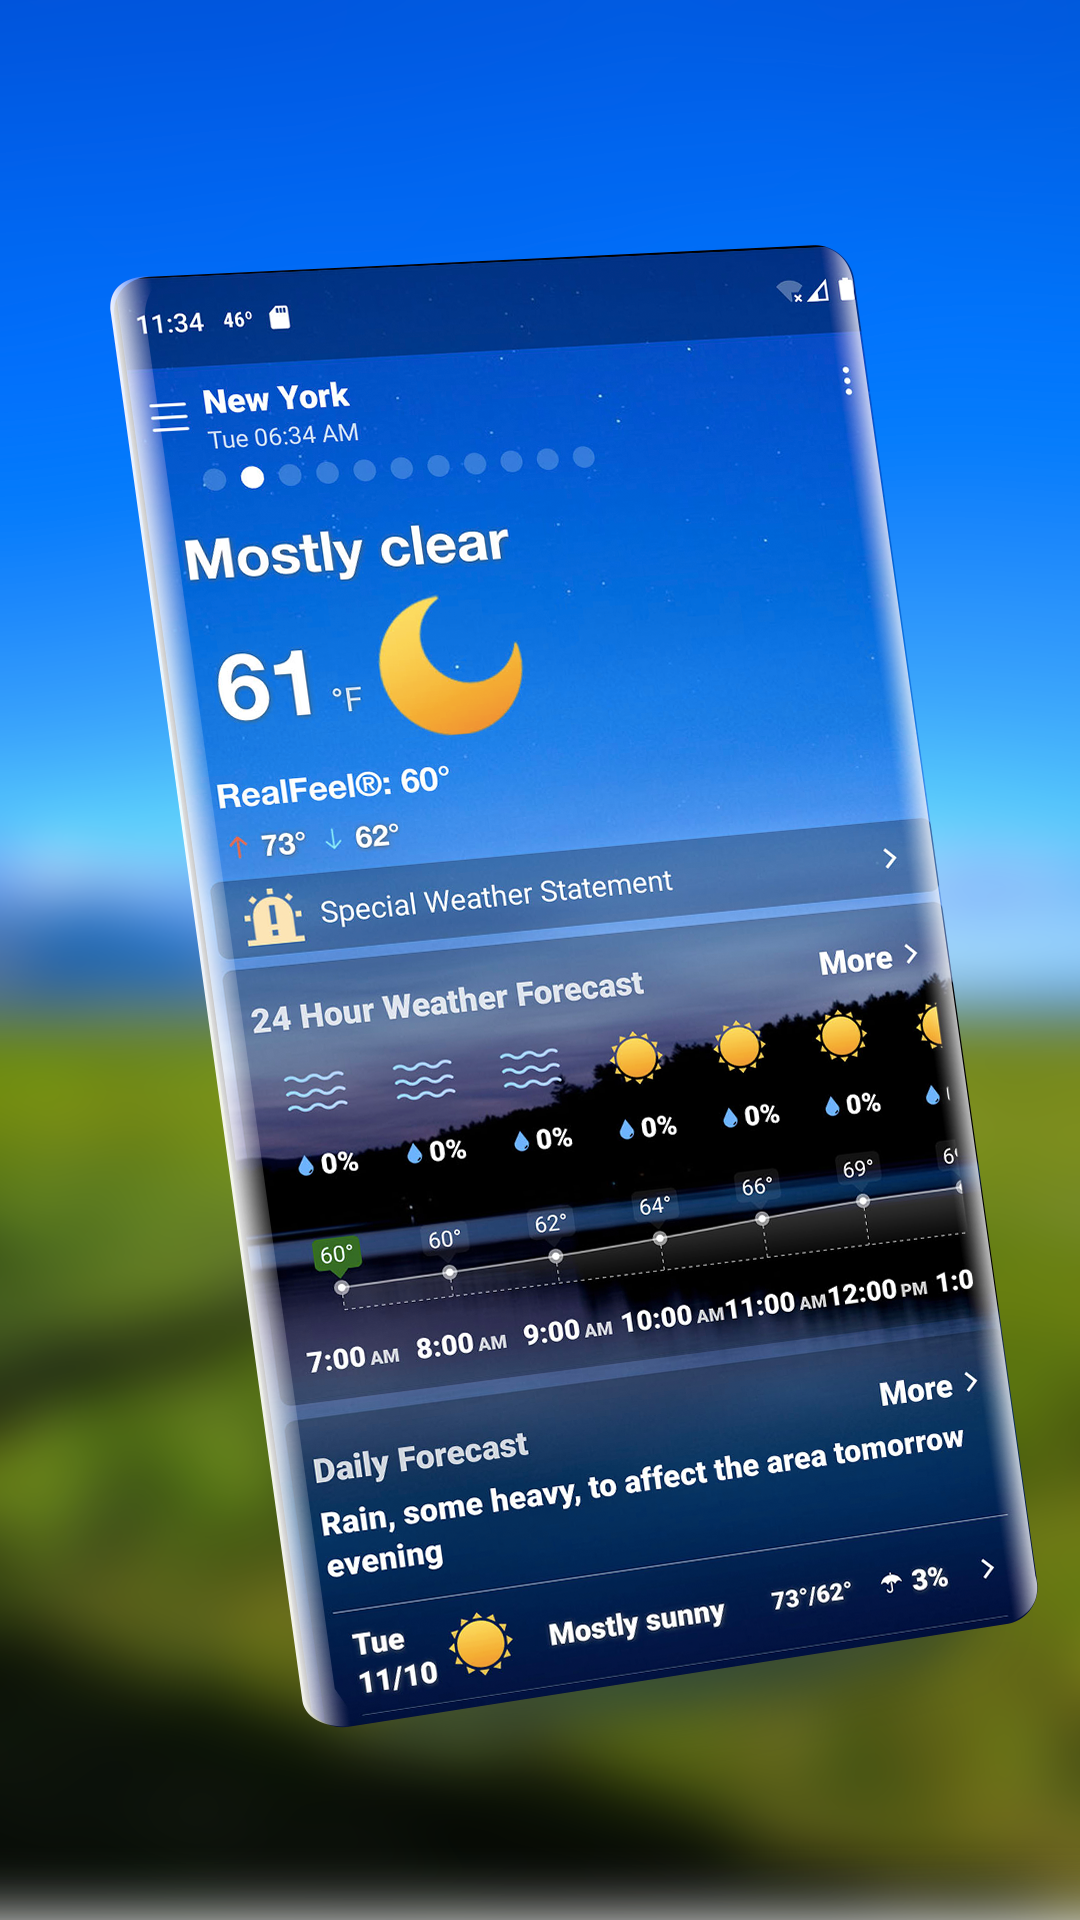 11:34 46°
New York
Tue 06:34 AM
Mostly clear
61 °F
RealFeel®: 60°
↑ 73° ↓ 62°
Special Weather Statement
24 Hour Weather Forecast More
0% 0% 0% 0% 0% 0%
60° 60° 62° 64° 66° 69°
7:00 AM 8:00 AM 9:00 AM 10:00 AM 11:00 AM 12:00 PM 1:0
Daily Forecast More
Rain, some heavy, to affect the area tomorrow
evening
Tue
11/10 Mostly sunny 73°/62° 3%